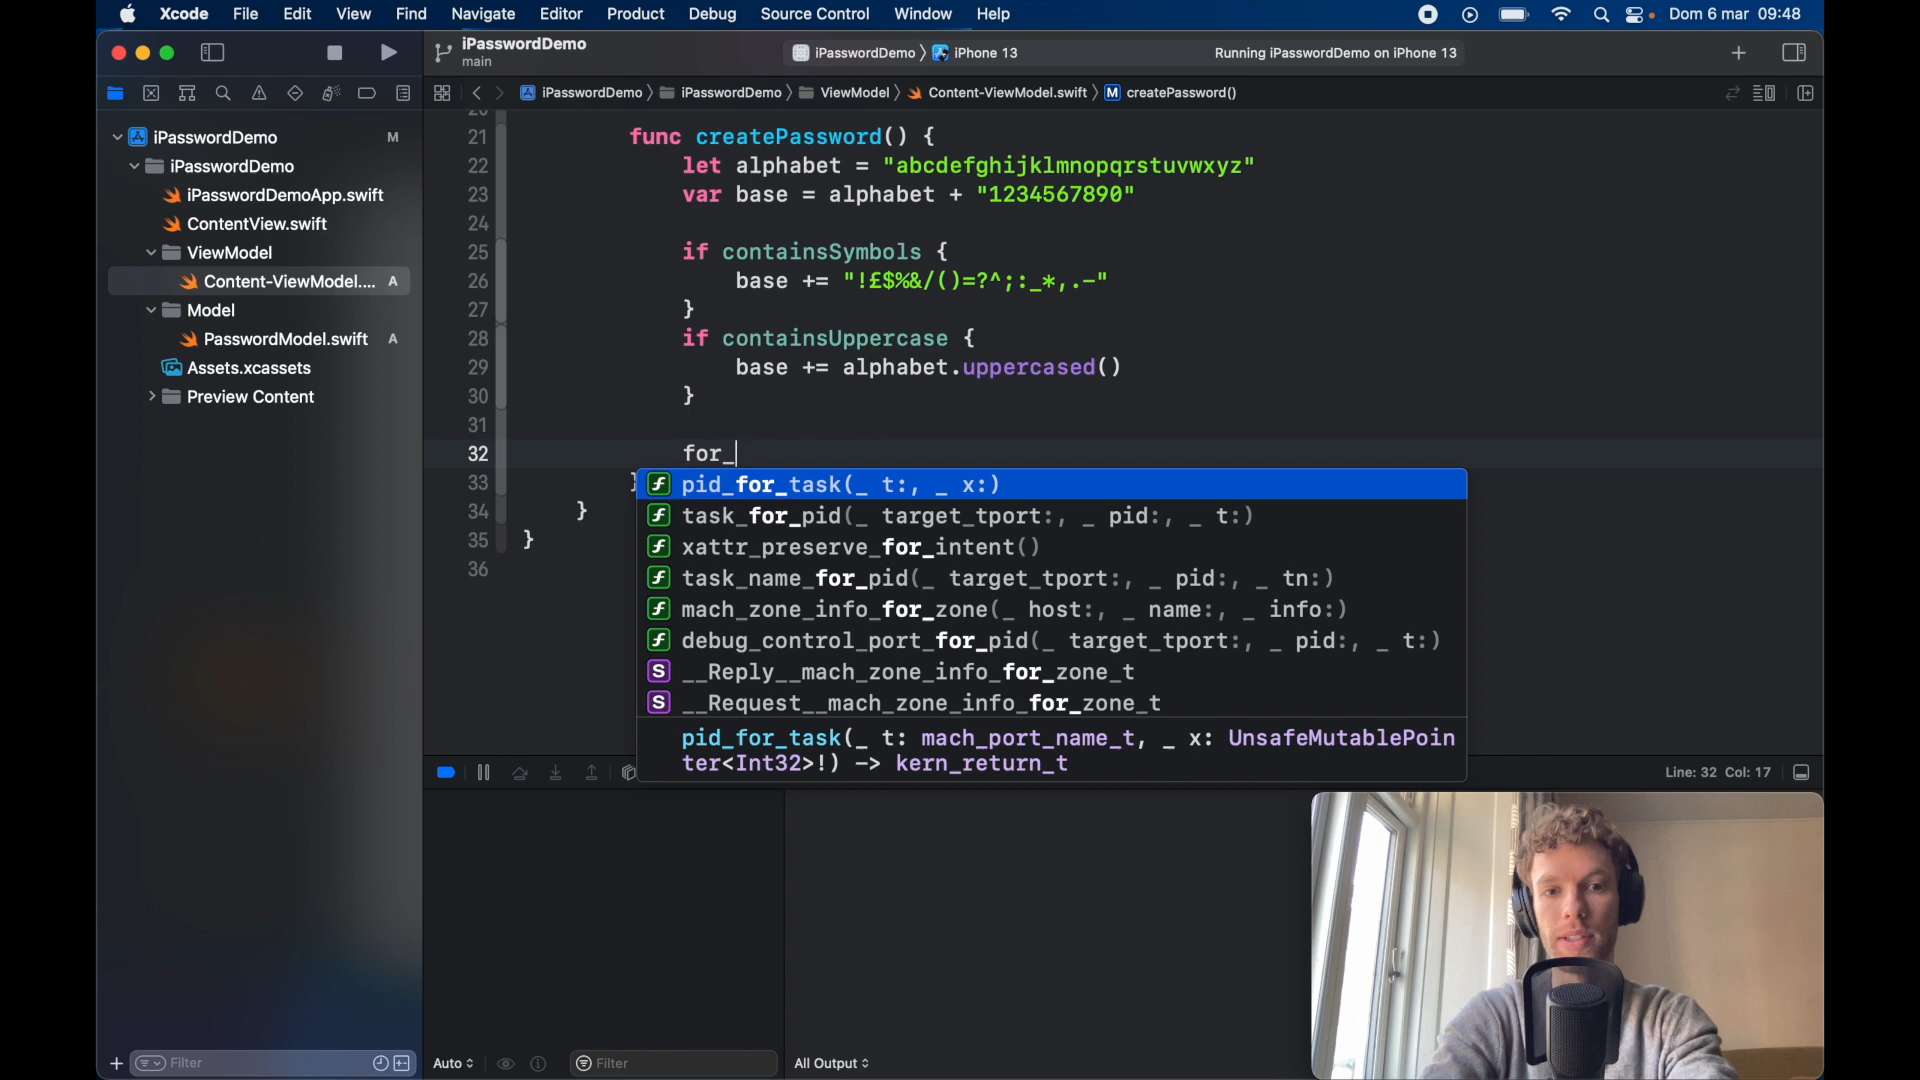 Xcode File Edit View Find Navigate Editor Product Debug Source Control Window Help Dom 6 mar 09:48
iPasswordDemo
main
iPasswordDemo iPhone 13 Running iPasswordDemo on iPhone 13
iPasswordDemo iPasswordDemo ViewModel Content-ViewModel.swift M createPassword()
iPasswordDemo M
iPasswordDemo
iPasswordDemoApp.swift
ContentView.swift
ViewModel
Content-ViewModel.... A
Model
PasswordModel.swift A
Assets.xcassets
Preview Content
21 func createPassword() {
22 let alphabet = "abcdefghijklmnopqrstuvwxyz"
23 var base = alphabet + "1234567890"
24
25 if containsSymbols {
26 base += "!£$%&/()=?^;:_*,.-"
27 }
28 if containsUppercase {
29 base += alphabet.uppercased()
30 }
31
32 for_
33
34 }
35 }
36
f pid_for_task(_ t:, _ x:)
f task_for_pid(_ target_tport:, _ pid:, _ t:)
f xattr_preserve_for_intent()
f task_name_for_pid(_ target_tport:, _ pid:, _ tn:)
f mach_zone_info_for_zone(_ host:, _ name:, _ info:)
f debug_control_port_for_pid(_ target_tport:, _ pid:, _ t:)
S __Reply__mach_zone_info_for_zone_t
S __Request__mach_zone_info_for_zone_t
pid_for_task(_ t: mach_port_name_t, _ x: UnsafeMutablePoin
ter<Int32>!) -> kern_return_t
Line: 32 Col: 17
Filter Auto Filter All Output